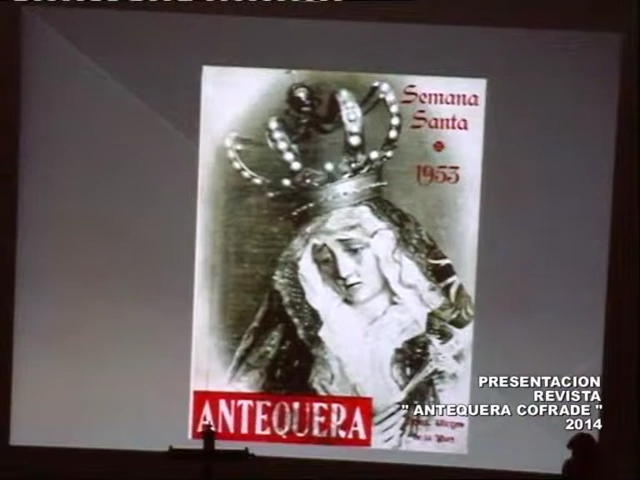 Semana
Santa
1953
ANTEQUERA
PRESENTACION
REVISTA
" ANTEQUERA COFRADE "
2014